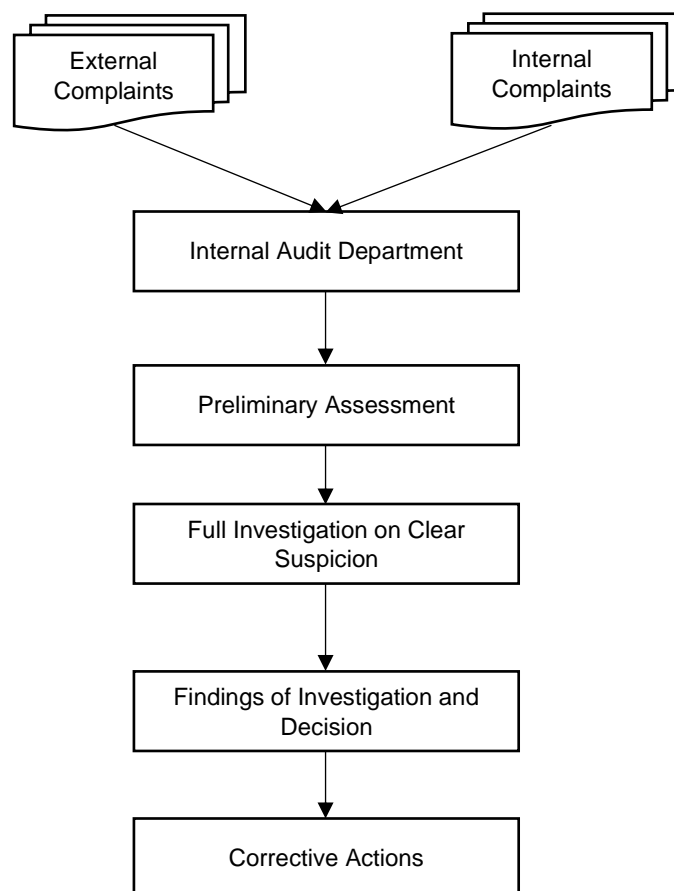 External
Complaints
Internal
Complaints
Internal Audit Department
Preliminary Assessment
Full Investigation on Clear
Suspicion
Findings of Investigation and
Decision
Corrective Actions